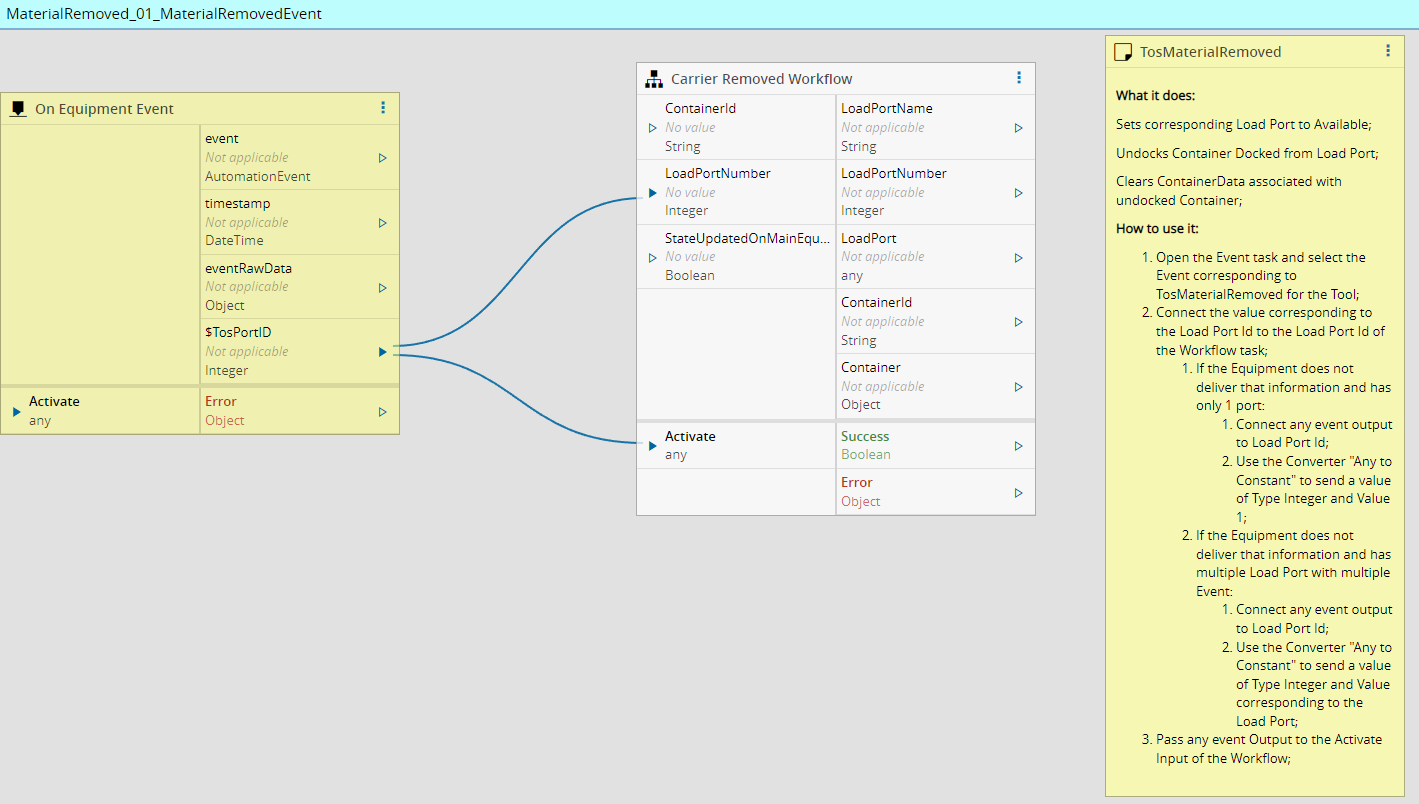 MaterialRemoved_01_MaterialRemovedEvent
On Equipment Event
event
Not applicable
AutomationEvent
timestamp
Not applicable
DateTime
eventRawData
Not applicable
Object
$TosPortID
Not applicable
Integer
Activate
any
Error
Object
Carrier Removed Workflow
ContainerId
No value
String
LoadPortNumber
No value
Integer
StateUpdatedOnMainEqu...
No value
Boolean
LoadPortName
Not applicable
String
LoadPortNumber
Not applicable
Integer
LoadPort
Not applicable
any
ContainerId
Not applicable
String
Container
Not applicable
Object
Activate
any
Success
Boolean
Error
Object
TosMaterialRemoved
What it does:
Sets corresponding Load Port to Available;
Undocks Container Docked from Load Port;
Clears ContainerData associated with
undocked Container;
How to use it:
1. Open the Event task and select the
Event corresponding to
TosMaterialRemoved for the Tool;
2. Connect the value corresponding to
the Load Port Id to the Load Port Id of
the Workflow task;
1. If the Equipment does not
deliver that information and has
only 1 port:
1. Connect any event output
to Load Port Id;
2. Use the Converter "Any to
Constant" to send a value
of Type Integer and Value
1;
2. If the Equipment does not
deliver that information and has
multiple Load Port with multiple
Event:
1. Connect any event output
to Load Port Id;
2. Use the Converter "Any to
Constant" to send a value
of Type Integer and Value
corresponding to the
Load Port;
3. Pass any event Output to the Activate
Input of the Workflow;